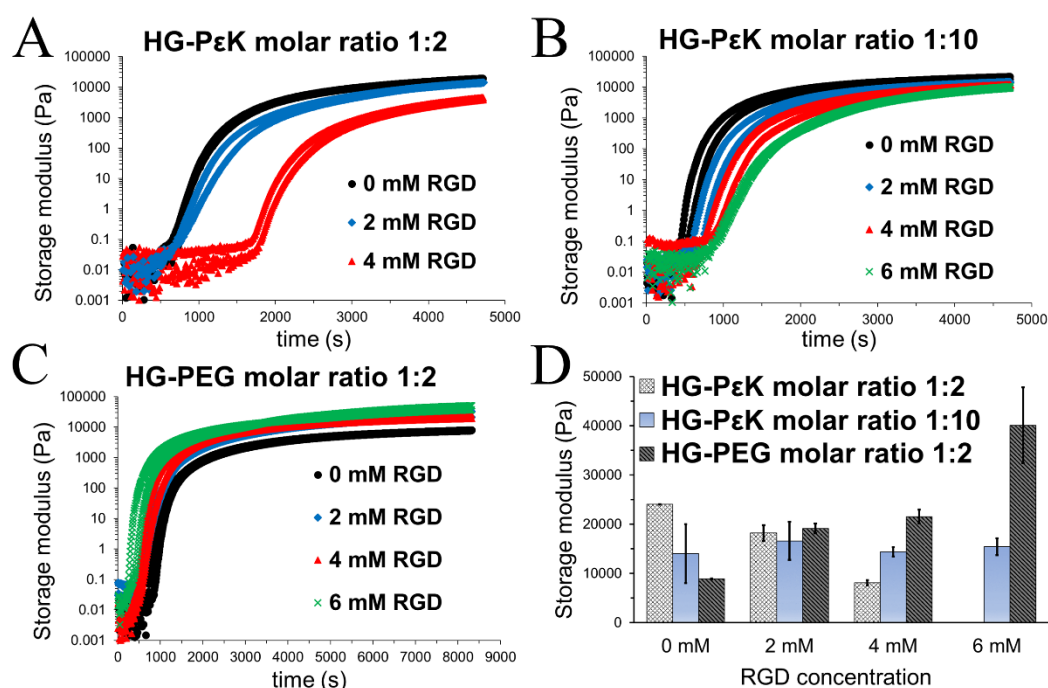 A
HG-PεK molar ratio 1:2
Storage modulus (Pa)
100000
10000
1000
100
10
1
0.1
0.01
0.001
0 mM RGD
2 mM RGD
4 mM RGD
0 1000 2000 3000 4000 5000
time (s)
B
HG-PεK molar ratio 1:10
Storage modulus (Pa)
100000
10000
1000
100
10
1
0.1
0.01
0.001
0 mM RGD
2 mM RGD
4 mM RGD
6 mM RGD
0 1000 2000 3000 4000 5000
time (s)
C
HG-PEG molar ratio 1:2
Storage modulus (Pa)
100000
10000
1000
100
10
1
0.1
0.01
0.001
0 mM RGD
2 mM RGD
4 mM RGD
6 mM RGD
0 1000 2000 3000 4000 5000 6000 7000 8000 9000
time (s)
D
HG-PεK molar ratio 1:2
HG-PεK molar ratio 1:10
HG-PEG molar ratio 1:2
Storage modulus (Pa)
50000
40000
30000
20000
10000
0
0 mM 2 mM 4 mM 6 mM
RGD concentration